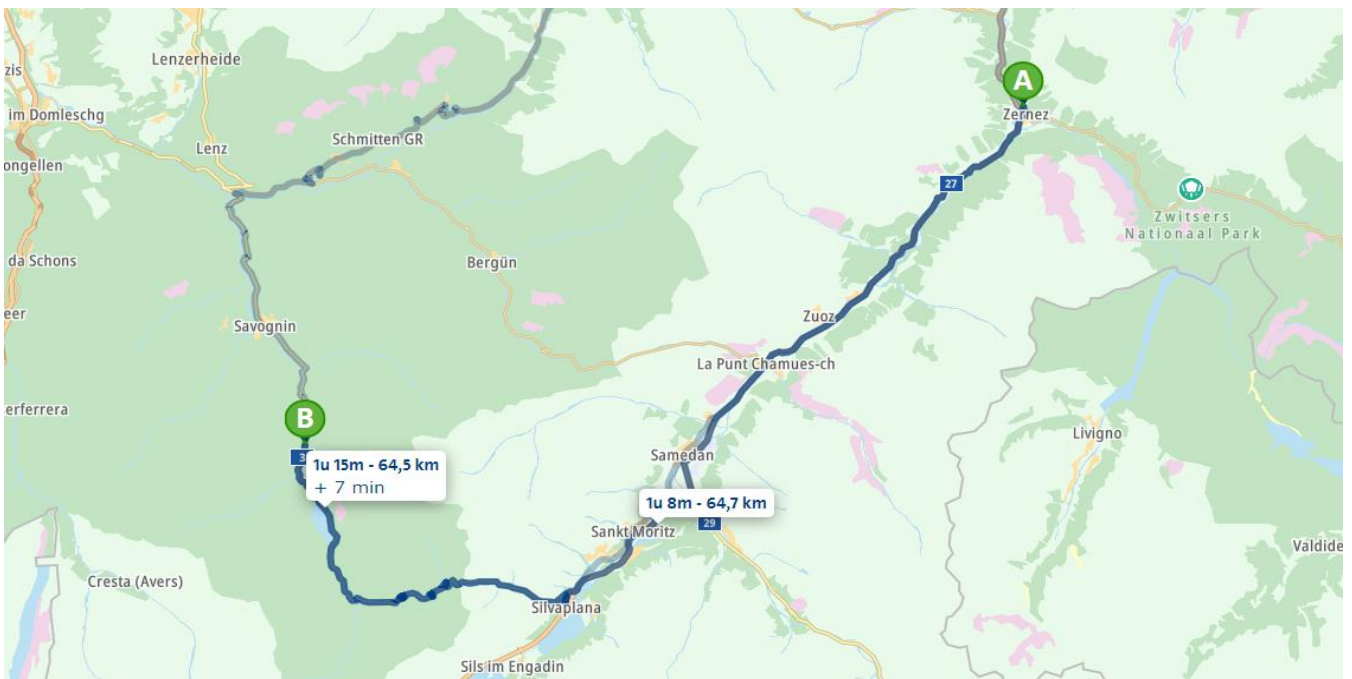 Lenzerheide
zis
A
im Domleschg
Zernez
Schmitten GR
Lenz
ongellen
27
Zwitsers
Nationaal Park
da Schons
Bergün
eer
Zuoz
Savognin
La Punt Chamues-ch
erferrera
B
Livigno
Samedan
3
1u 15m - 64,5 km
+ 7 min
1u 8m - 64,7 km
29
Sankt Moritz
Valdide
Cresta (Avers)
Silvaplana
Sils im Engadin